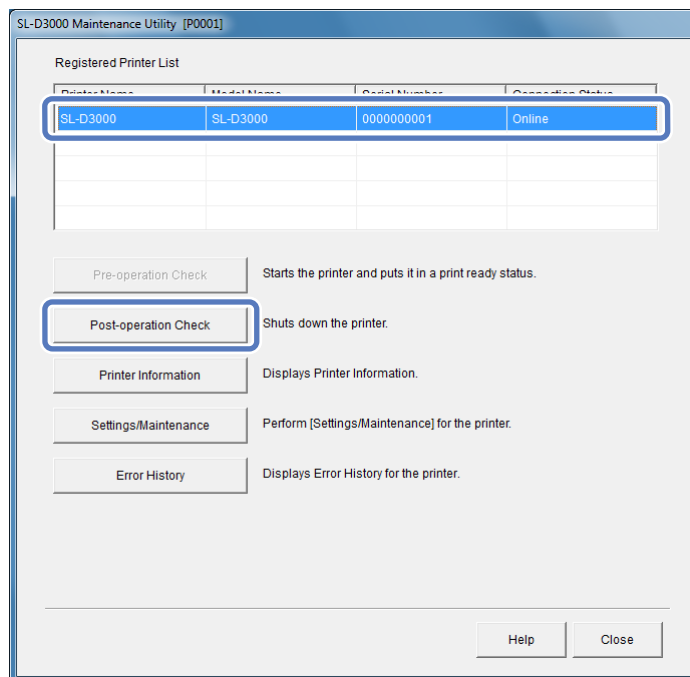 SL-D3000 Maintenance Utility [P0001]
Registered Printer List
Printer Name Model Name Serial Number Connection Status
SL-D3000 SL-D3000 0000000001 Online
Pre-operation Check Starts the printer and puts it in a print ready status.
Post-operation Check Shuts down the printer.
Printer Information Displays Printer Information.
Settings/Maintenance Perform [Settings/Maintenance] for the printer.
Error History Displays Error History for the printer.
Help Close